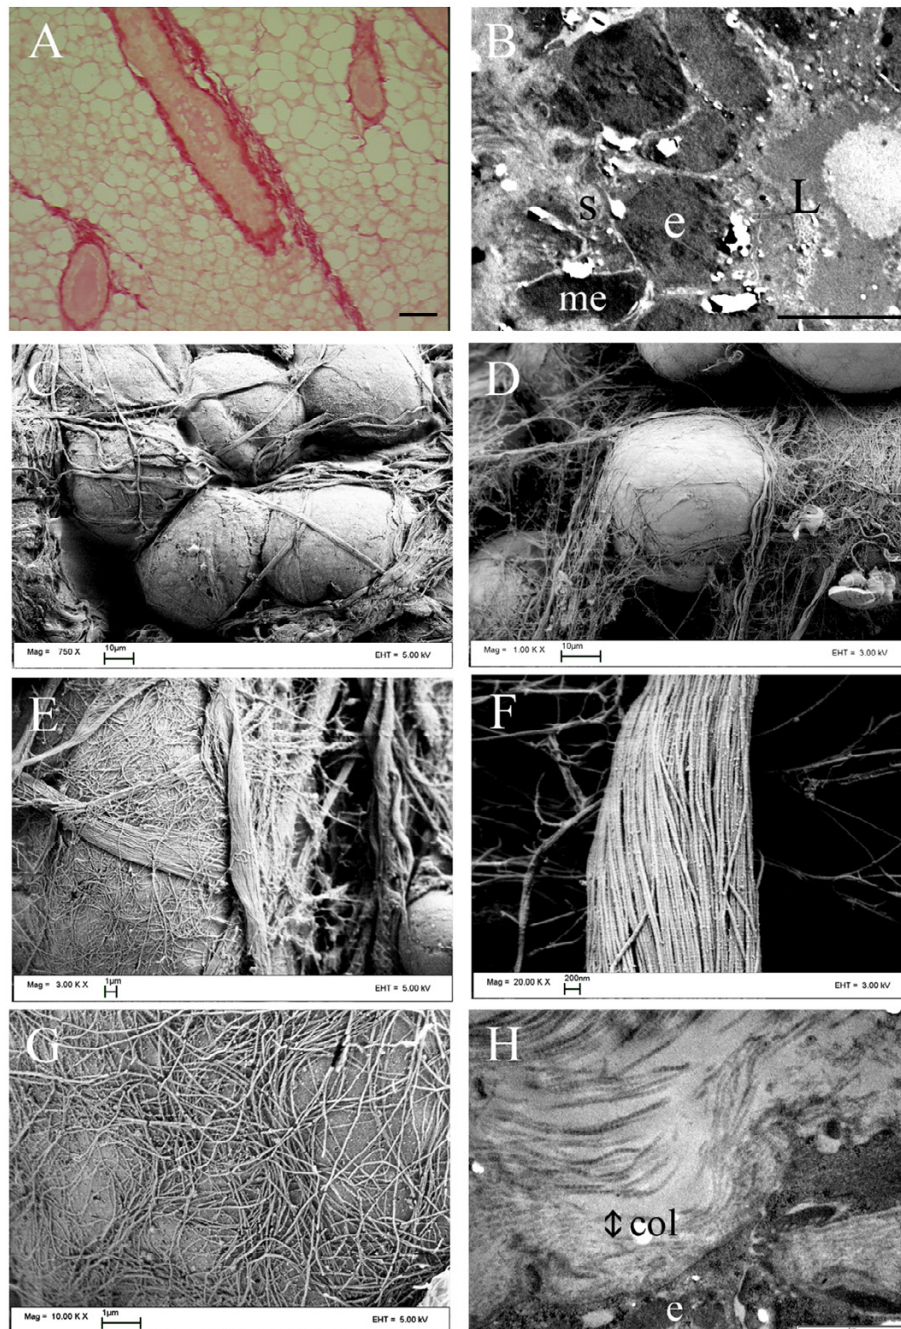 A
B
s
e
L
me
C
D
Mag = 750 X 10µm EHT = 5.00 kV
Mag = 1.00 K X 10µm EHT = 3.00 kV
E
F
Mag = 3.00 K X 1µm EHT = 5.00 kV
Mag = 20.00 K X 200nm EHT = 3.00 kV
G
H
col
e
Mag = 10.00 K X 1µm EHT = 5.00 kV